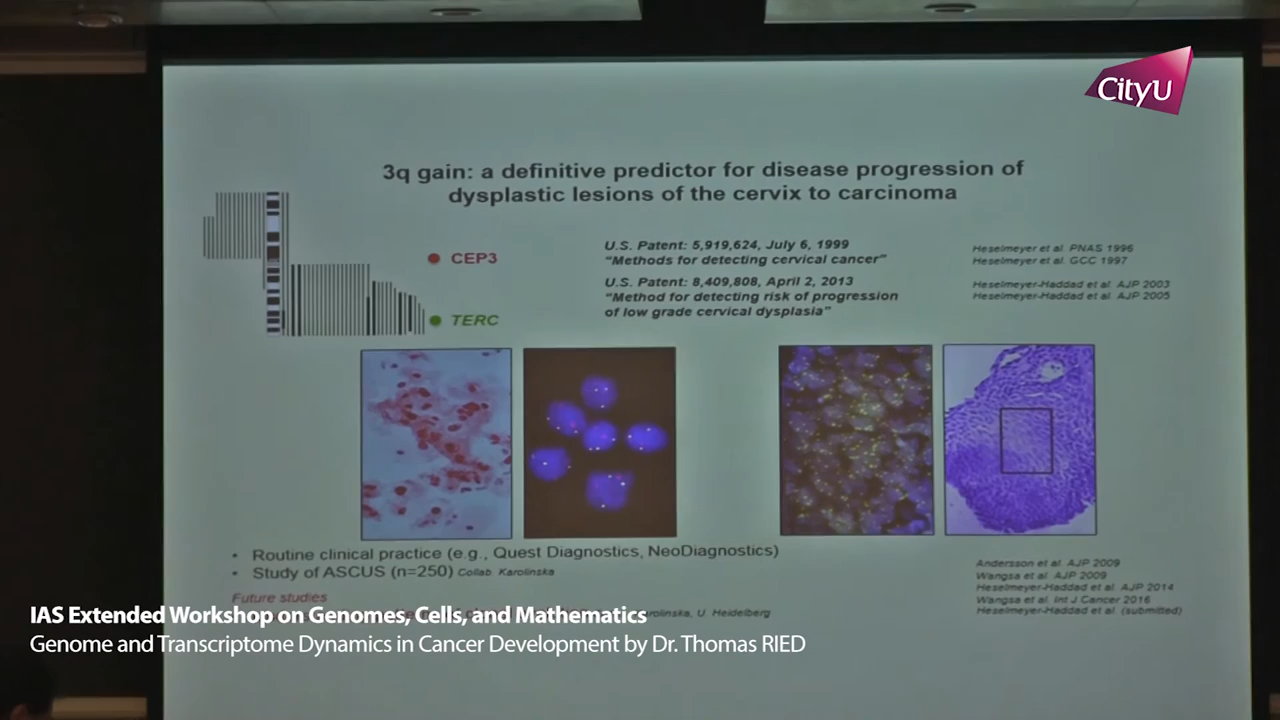 CityU
3q gain: a definitive predictor for disease progression of
dysplastic lesions of the cervix to carcinoma
CEP3
TERC
U.S. Patent: 5,919,624, July 6, 1999
“Methods for detecting cervical cancer”
U.S. Patent: 8,409,808, April 2, 2013
“Method for detecting risk of progression
of low grade cervical dysplasia”
Heselmeyer et al. PNAS 1996
Heselmeyer et al. GCC 1997
Heselmeyer-Haddad et al. AJP 2003
Heselmeyer-Haddad et al. AJP 2005
• Routine clinical practice (e.g., Quest Diagnostics, NeoDiagnostics)
• Study of ASCUS (n=250) Collab. Karolinska
Future studies
Karolinska, U. Heidelberg
Andersson et al. AJP 2009
Wangsa et al. AJP 2009
Heselmeyer-Haddad et al. AJP 2014
Wangsa et al. Int J Cancer 2016
Heselmeyer-Haddad et al. (submitted)
IAS Extended Workshop on Genomes, Cells, and Mathematics
Genome and Transcriptome Dynamics in Cancer Development by Dr. Thomas RIED